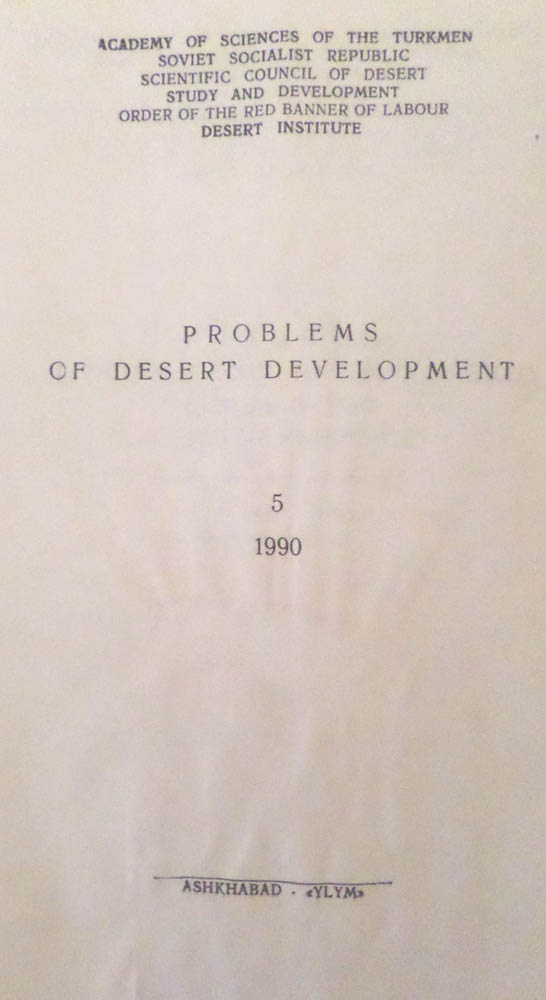 ACADEMY OF SCIENCES OF THE TURKMEN
SOVIET SOCIALIST REPUBLIC
SCIENTIFIC COUNCIL OF DESERT
STUDY AND DEVELOPMENT
ORDER OF THE RED BANNER OF LABOUR
DESERT INSTITUTE
PROBLEMS
OF DESERT DEVELOPMENT
5
1990
ASHKHABAD · «YLYM»